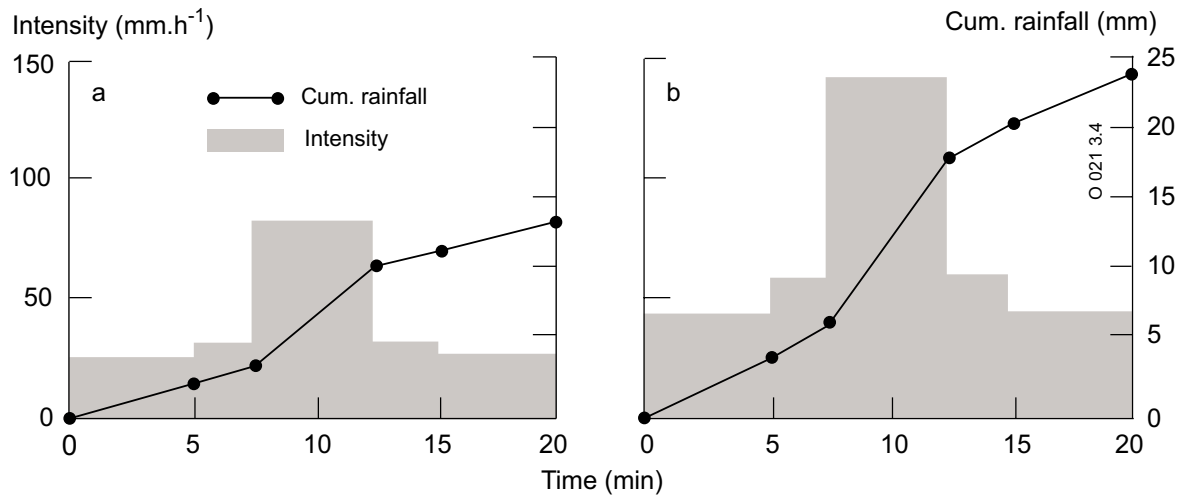 Intensity (mm.h-1)
Cum. rainfall (mm)
150
100
50
0
a
Cum. rainfall
Intensity
0 5 10 15 20
b
O 021 3.4
25
20
15
10
5
0
0 5 10 15 20
Time (min)